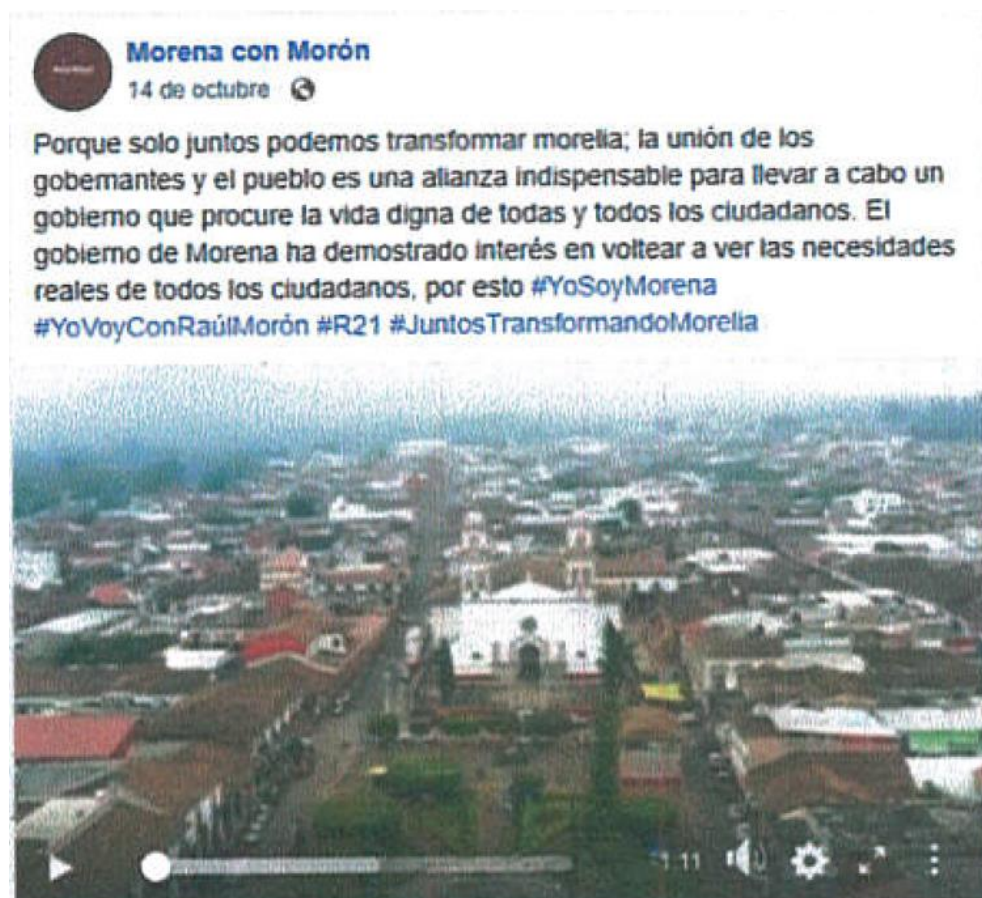 Morena con Morón
14 de octubre
Porque solo juntos podemos transformar morelia; la unión de los
gobernantes y el pueblo es una alianza indispensable para llevar a cabo un
gobierno que procure la vida digna de todas y todos los ciudadanos. El
gobierno de Morena ha demostrado interés en voltear a ver las necesidades
reales de todos los ciudadanos, por esto #YoSoyMorena
#YoVoyConRaúlMorón #R21 #JuntosTransformandoMorelia
1:11